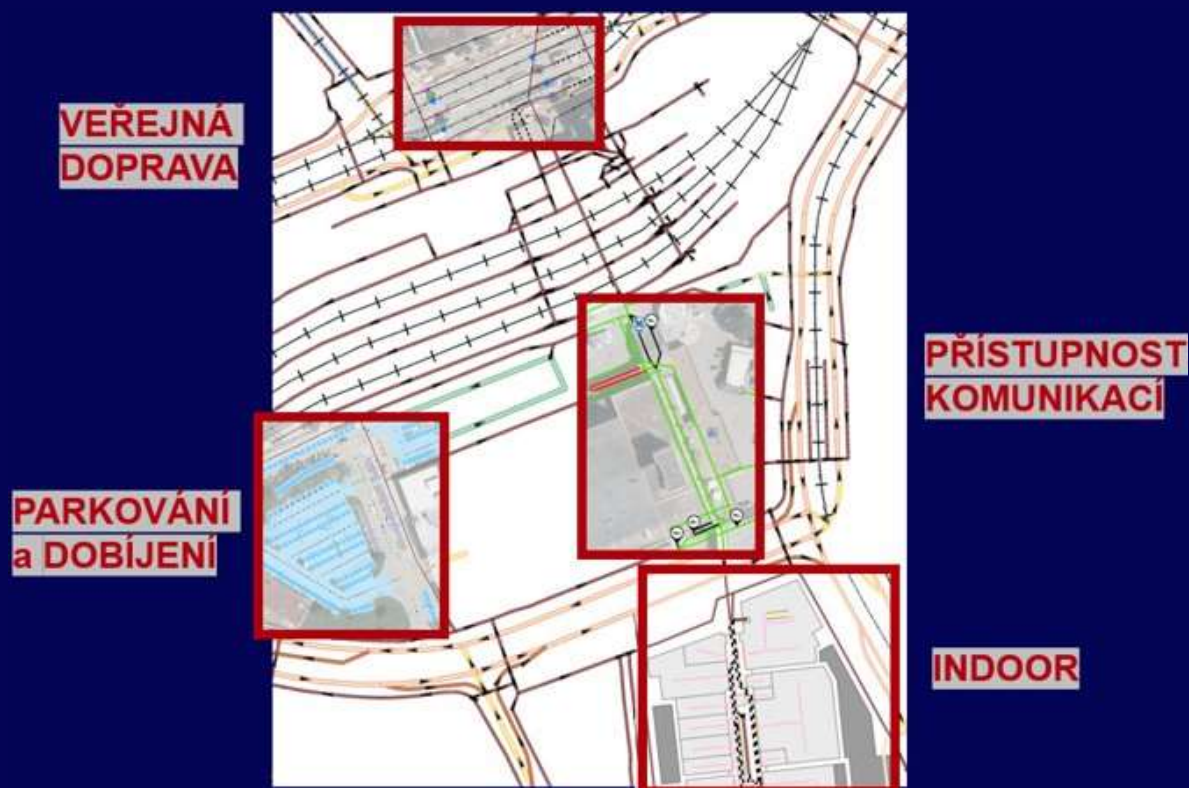 VEŘEJNÁ
DOPRAVA
PŘÍSTUPNOST
KOMUNIKACÍ
PARKOVÁNÍ
a DOBÍJENÍ
INDOOR